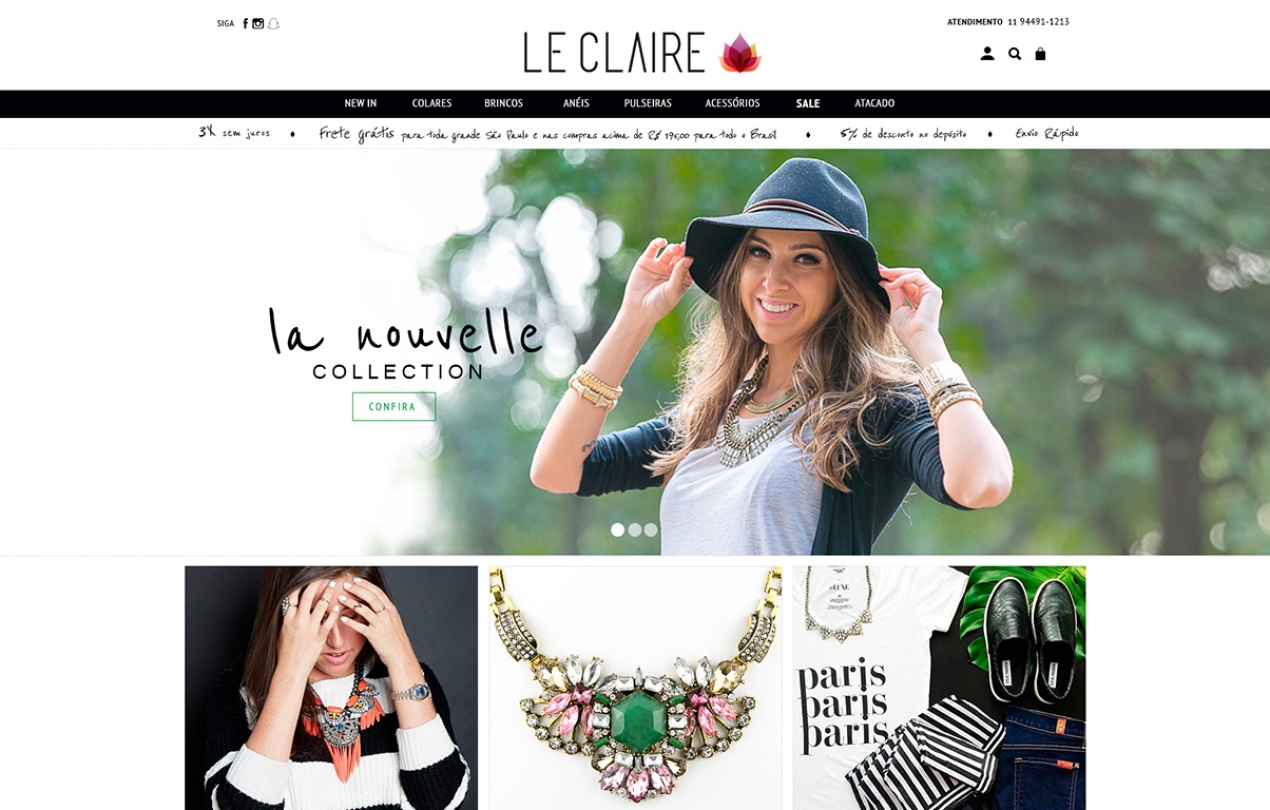 SIGA
ATENDIMENTO 11 94491-1213
LE CLAIRE
NEW IN COLARES BRINCOS ANÉIS PULSEIRAS ACESSÓRIOS SALE ATACADO
3X sem juros ♦ Frete grátis para toda grande São Paulo e nas compras acima de R$ 195,00 para todo o Brasil ♦ 5% de desconto no depósito ♦ Envio Rápido
la nouvelle
COLLECTION
CONFIRA
paris
paris
paris